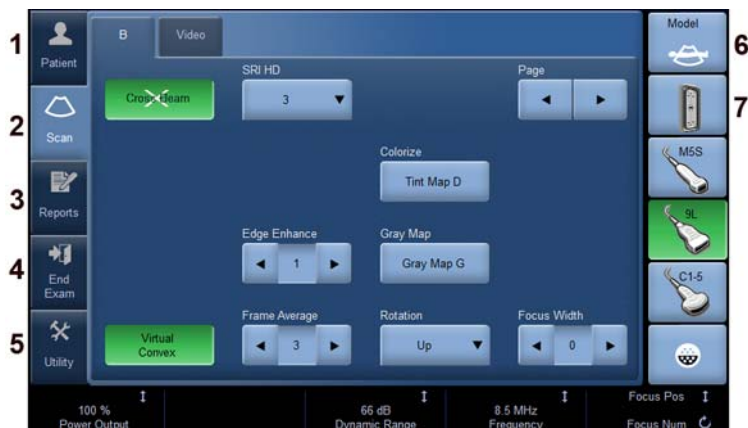 1
Patient
2
Scan
3
Reports
4
End
Exam
5
Utility
B
Video
CrossBeam
SRI HD
3
Page
Colorize
Tint Map D
Edge Enhance
1
Gray Map
Gray Map G
Virtual
Convex
Frame Average
3
Rotation
Up
Focus Width
0
Model
6
7
M5S
9L
C1-5
100 %
Power Output
66 dB
Dynamic Range
8.5 MHz
Frequency
Focus Pos
Focus Num